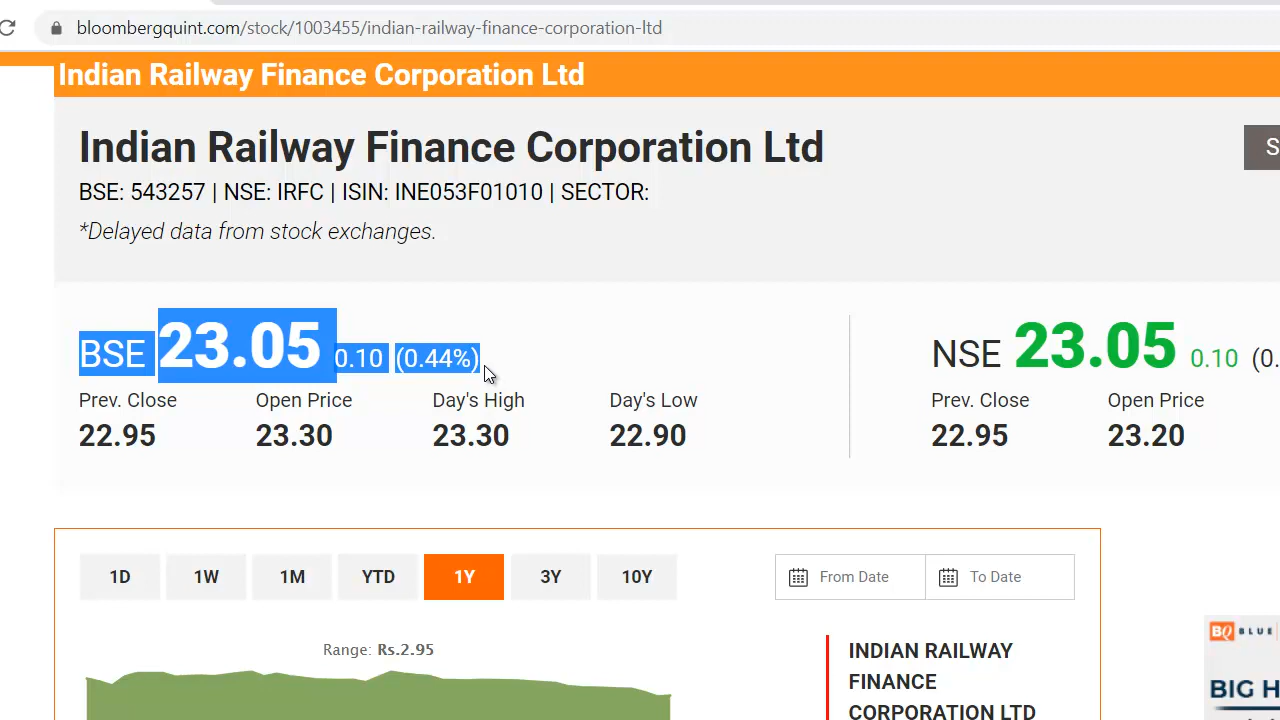 bloombergquint.com/stock/1003455/indian-railway-finance-corporation-ltd
Indian Railway Finance Corporation Ltd
Indian Railway Finance Corporation Ltd
S
BSE: 543257 | NSE: IRFC | ISIN: INE053F01010 | SECTOR:
*Delayed data from stock exchanges.
BSE 23.05 0.10 (0.44%)
Prev. Close Open Price Day's High Day's Low
22.95 23.30 23.30 22.90
NSE 23.05 0.10 (0.
Prev. Close Open Price
22.95 23.20
1D 1W 1M YTD 1Y 3Y 10Y
From Date To Date
Range: Rs.2.95
INDIAN RAILWAY
FINANCE
CORPORATION LTD
BQ BLUE
BIG H